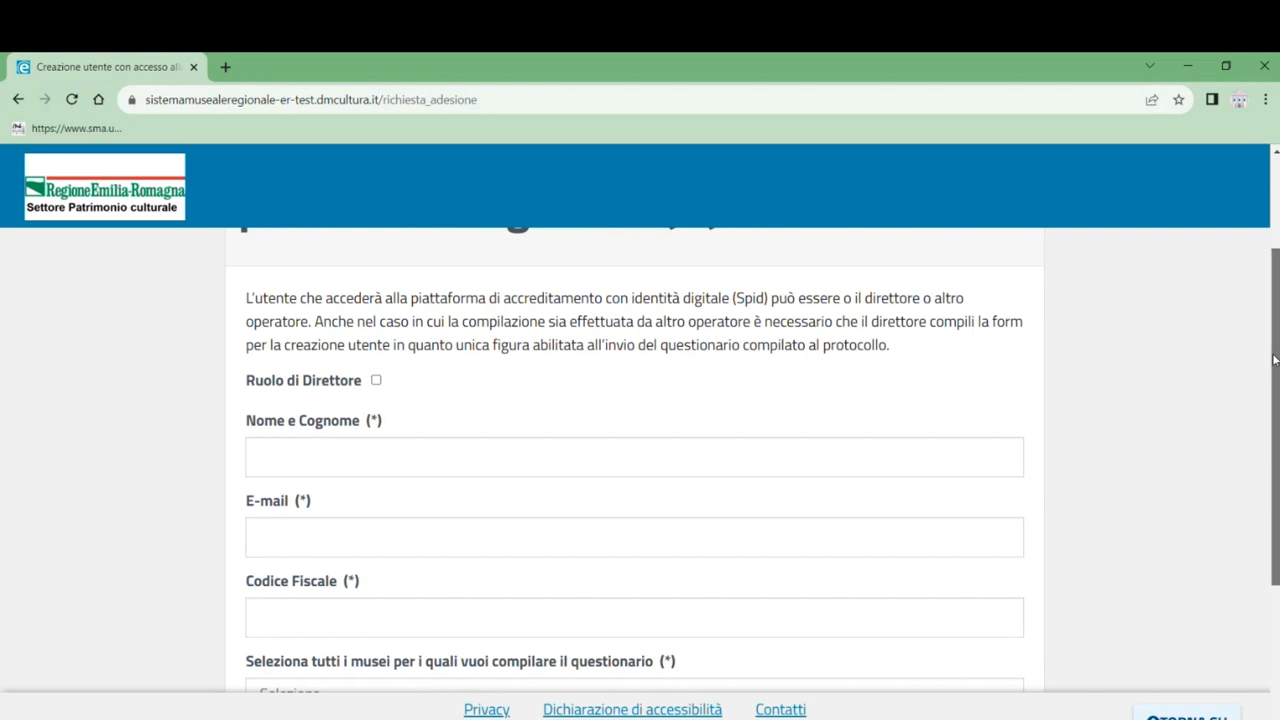 Creazione utente con accesso all
sistemamusealeregionale-er-test.dmcultura.it/richiesta_adesione
https://www.sma.u...
RegioneEmilia-Romagna
Settore Patrimonio culturale
L'utente che accederà alla piattaforma di accreditamento con identità digitale (Spid) può essere o il direttore o altro
operatore. Anche nel caso in cui la compilazione sia effettuata da altro operatore è necessario che il direttore compili la form
per la creazione utente in quanto unica figura abilitata all'invio del questionario compilato al protocollo.
Ruolo di Direttore
Nome e Cognome (*)
E-mail (*)
Codice Fiscale (*)
Seleziona tutti i musei per i quali vuoi compilare il questionario (*)
Privacy Dichiarazione di accessibilità Contatti
TORNA SU